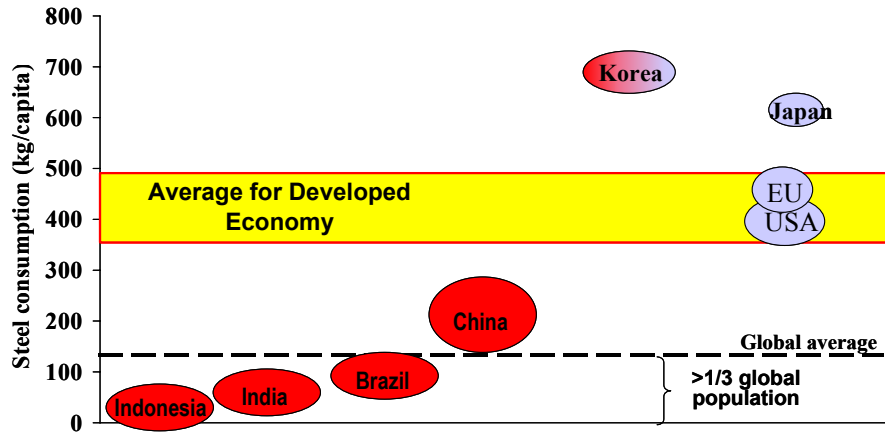 Steel consumption (kg/capita)
800
700
600
500
400
300
200
100
0
Korea
Japan
Average for Developed
Economy
EU
USA
China
Global average
Brazil
India
Indonesia
>1/3 global
population